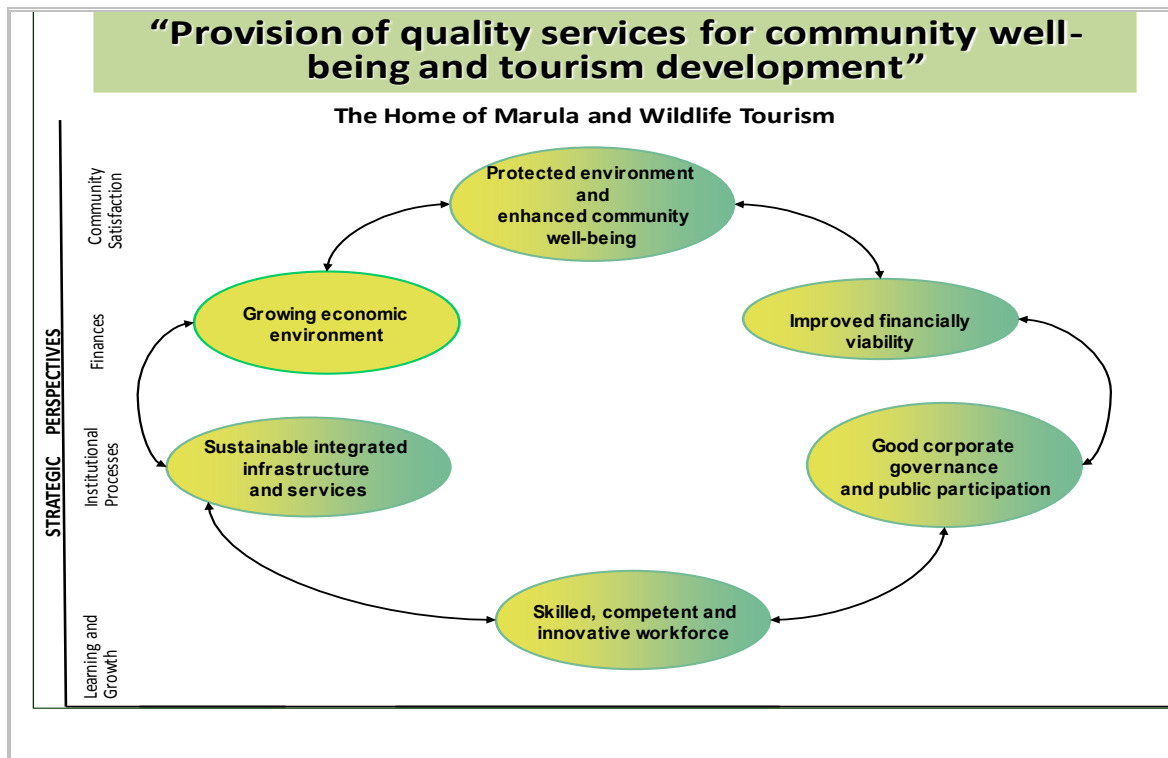 “Provision of quality services for community well-
being and tourism development”
The Home of Marula and Wildlife Tourism
STRATEGIC PERSPECTIVES
Community
Satisfaction
Finances
Institutional
Processes
Learning and
Growth
Protected environment
and
enhanced community
well-being
Growing economic
environment
Improved financially
viability
Sustainable integrated
infrastructure
and services
Good corporate
governance
and public participation
Skilled, competent and
innovative workforce